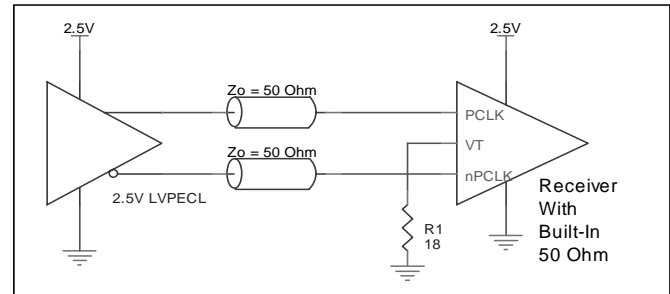 2.5V
2.5V
Zo = 50 Ohm
PCLK
VT
Zo = 50 Ohm
nPCLK
2.5V LVPECL
R1
18
Receiver
With
Built-In
50 Ohm